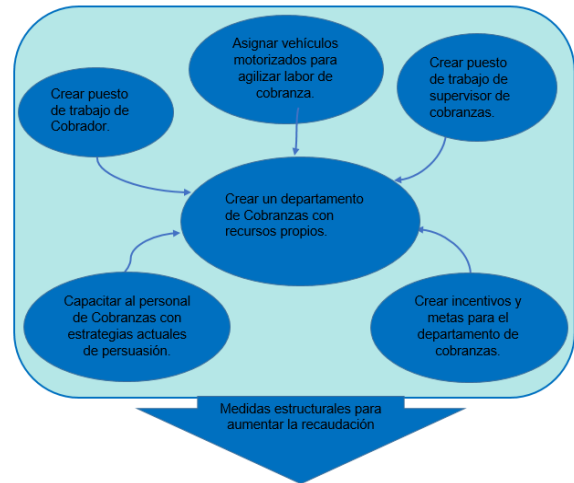 Asignar vehículos
motorizados para
agilizar labor de
cobranza.
Crear puesto
de trabajo de
Cobrador.
Crear puesto
de trabajo de
supervisor de
cobranzas.
Crear un departamento
de Cobranzas con
recursos propios.
Capacitar al personal
de Cobranzas con
estrategias actuales
de persuasión.
Crear incentivos y
metas para el
departamento de
cobranzas.
Medidas estructurales para
aumentar la recaudación